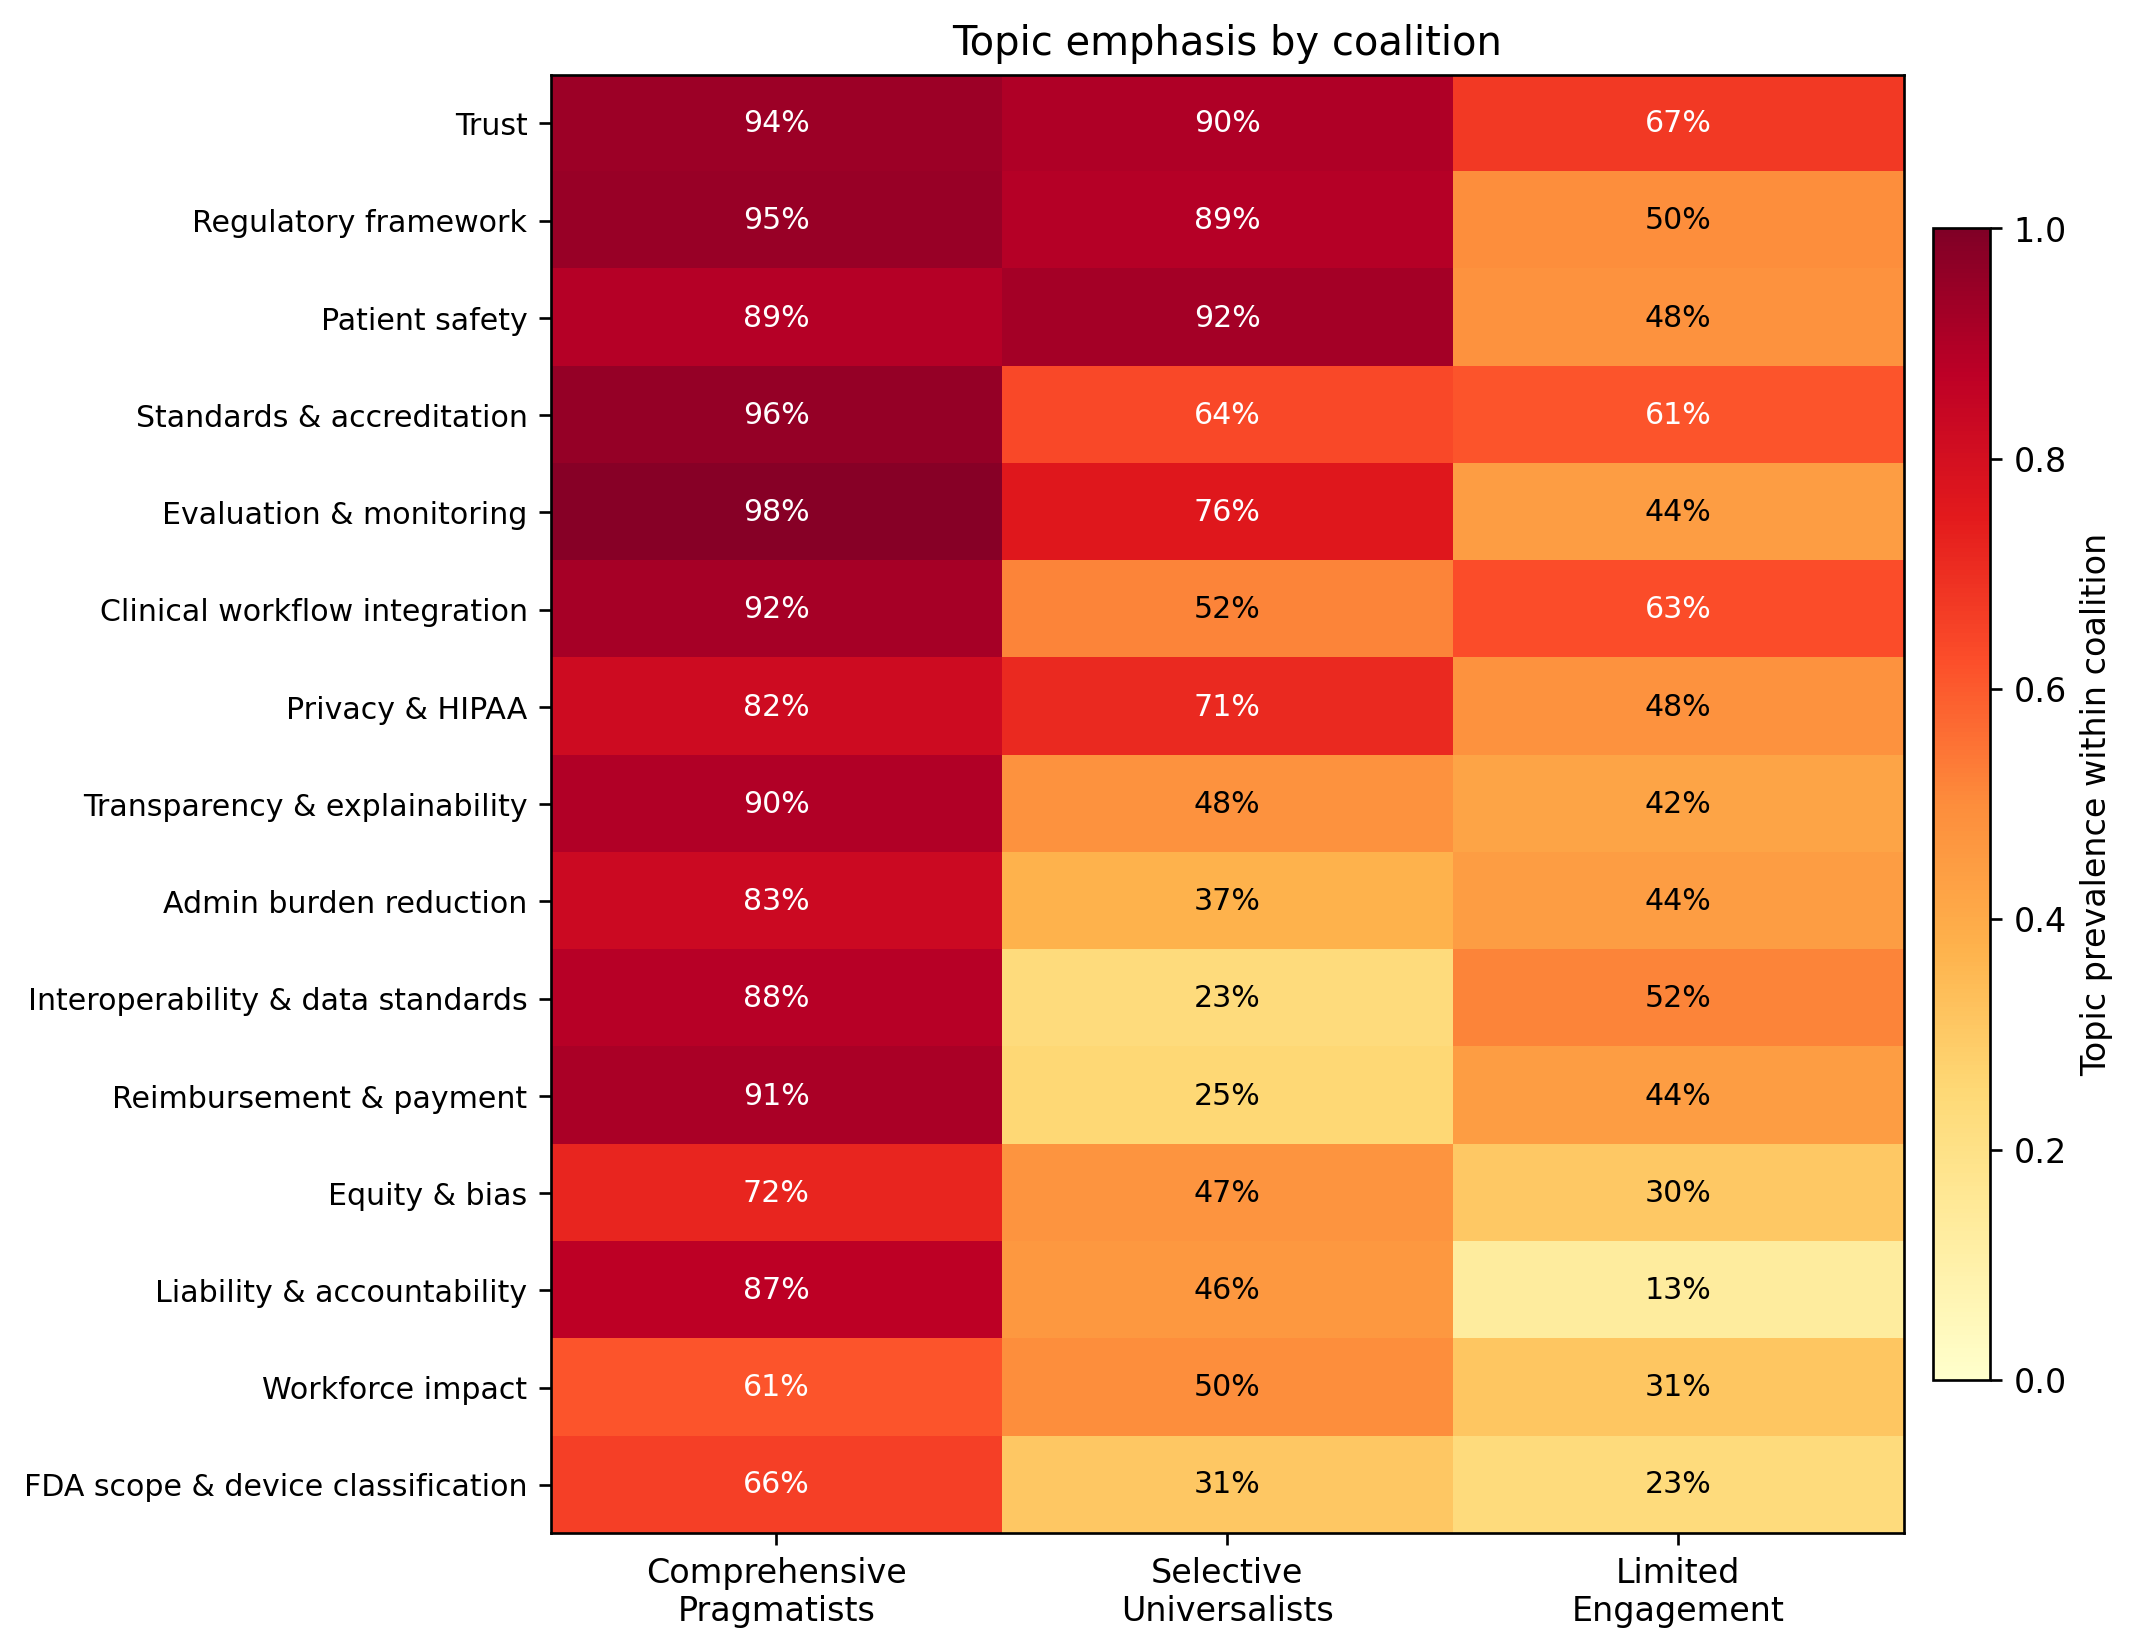 Topic emphasis by coalition
Trust 94% 90% 67%
Regulatory framework 95% 89% 50%
Patient safety 89% 92% 48%
Standards & accreditation 96% 64% 61%
Evaluation & monitoring 98% 76% 44%
Clinical workflow integration 92% 52% 63%
Privacy & HIPAA 82% 71% 48%
Transparency & explainability 90% 48% 42%
Admin burden reduction 83% 37% 44%
Interoperability & data standards 88% 23% 52%
Reimbursement & payment 91% 25% 44%
Equity & bias 72% 47% 30%
Liability & accountability 87% 46% 13%
Workforce impact 61% 50% 31%
FDA scope & device classification 66% 31% 23%
Comprehensive
Pragmatists
Selective
Universalists
Limited
Engagement
1.0
0.8
0.6
0.4
0.2
0.0
Topic prevalence within coalition